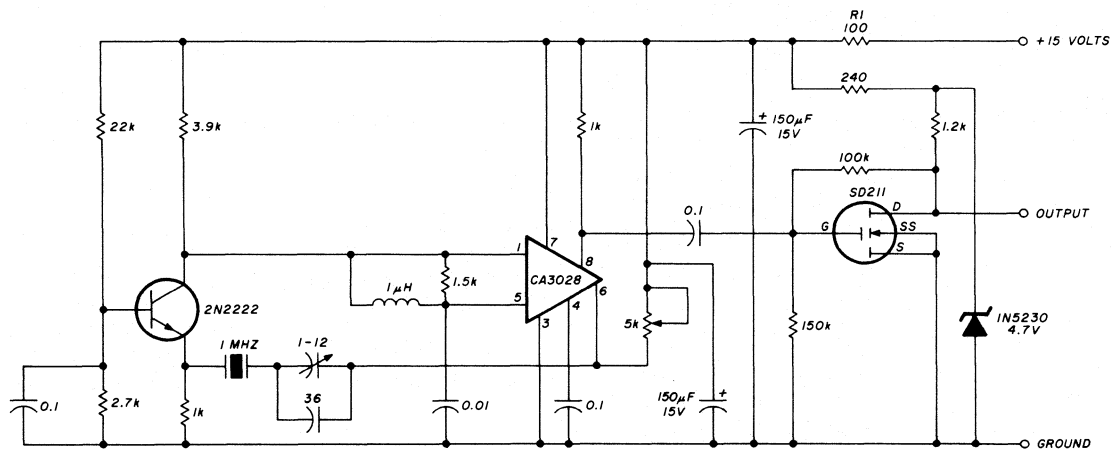 R1
100
+15 VOLTS
240
22k
3.9k
1k
+
150µF
15V
1.2k
100k
SD211
D
0.1
OUTPUT
G
SS
S
1
7
8
CA3028
1.5k
1µH
2N2222
5
4
6
3
5k
1N5230
4.7V
150k
1 MHZ
1-12
36
0.1
2.7k
1k
0.01
0.1
150µF
15V
+
GROUND